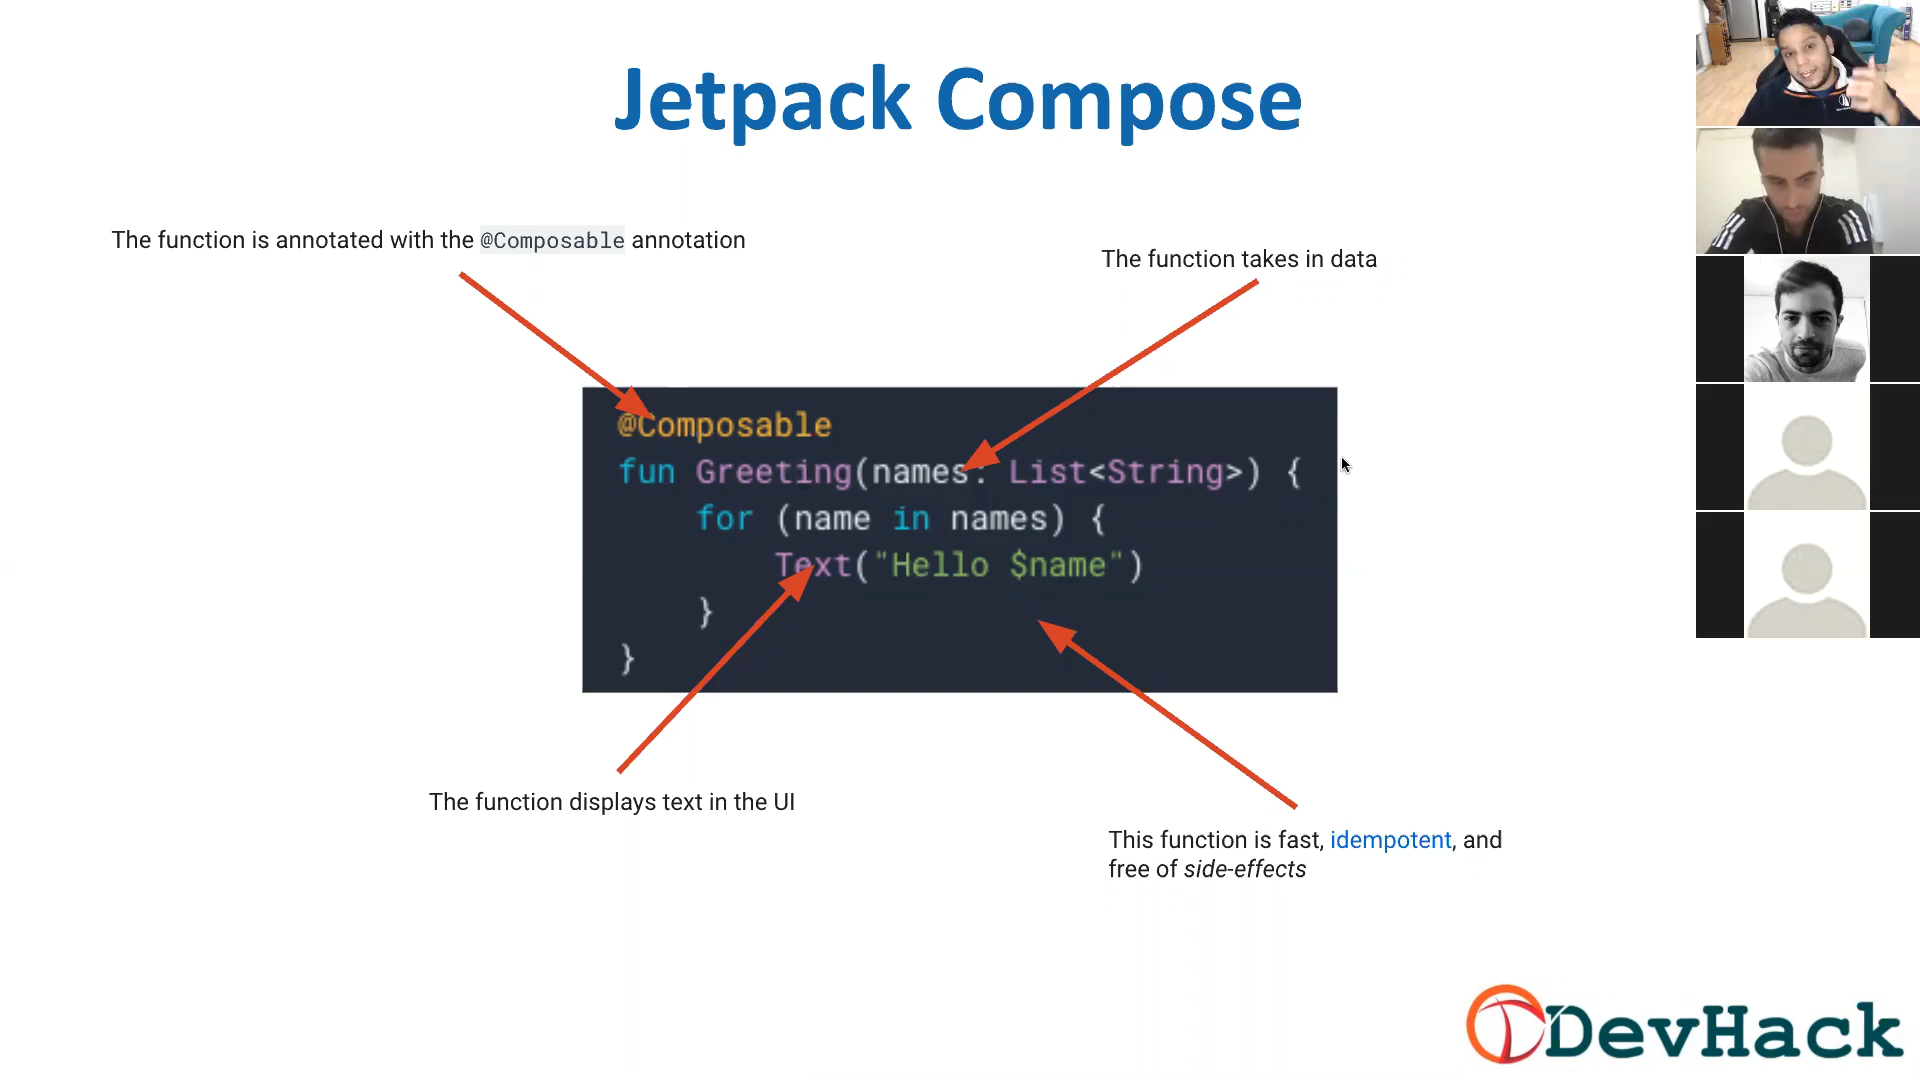 Jetpack Compose
The function is annotated with the @Composable annotation
The function takes in data
@Composable
fun Greeting(names: List<String>) {
    for (name in names) {
        Text("Hello $name")
    }
}
The function displays text in the UI
This function is fast, idempotent, and
free of side-effects
DevHack